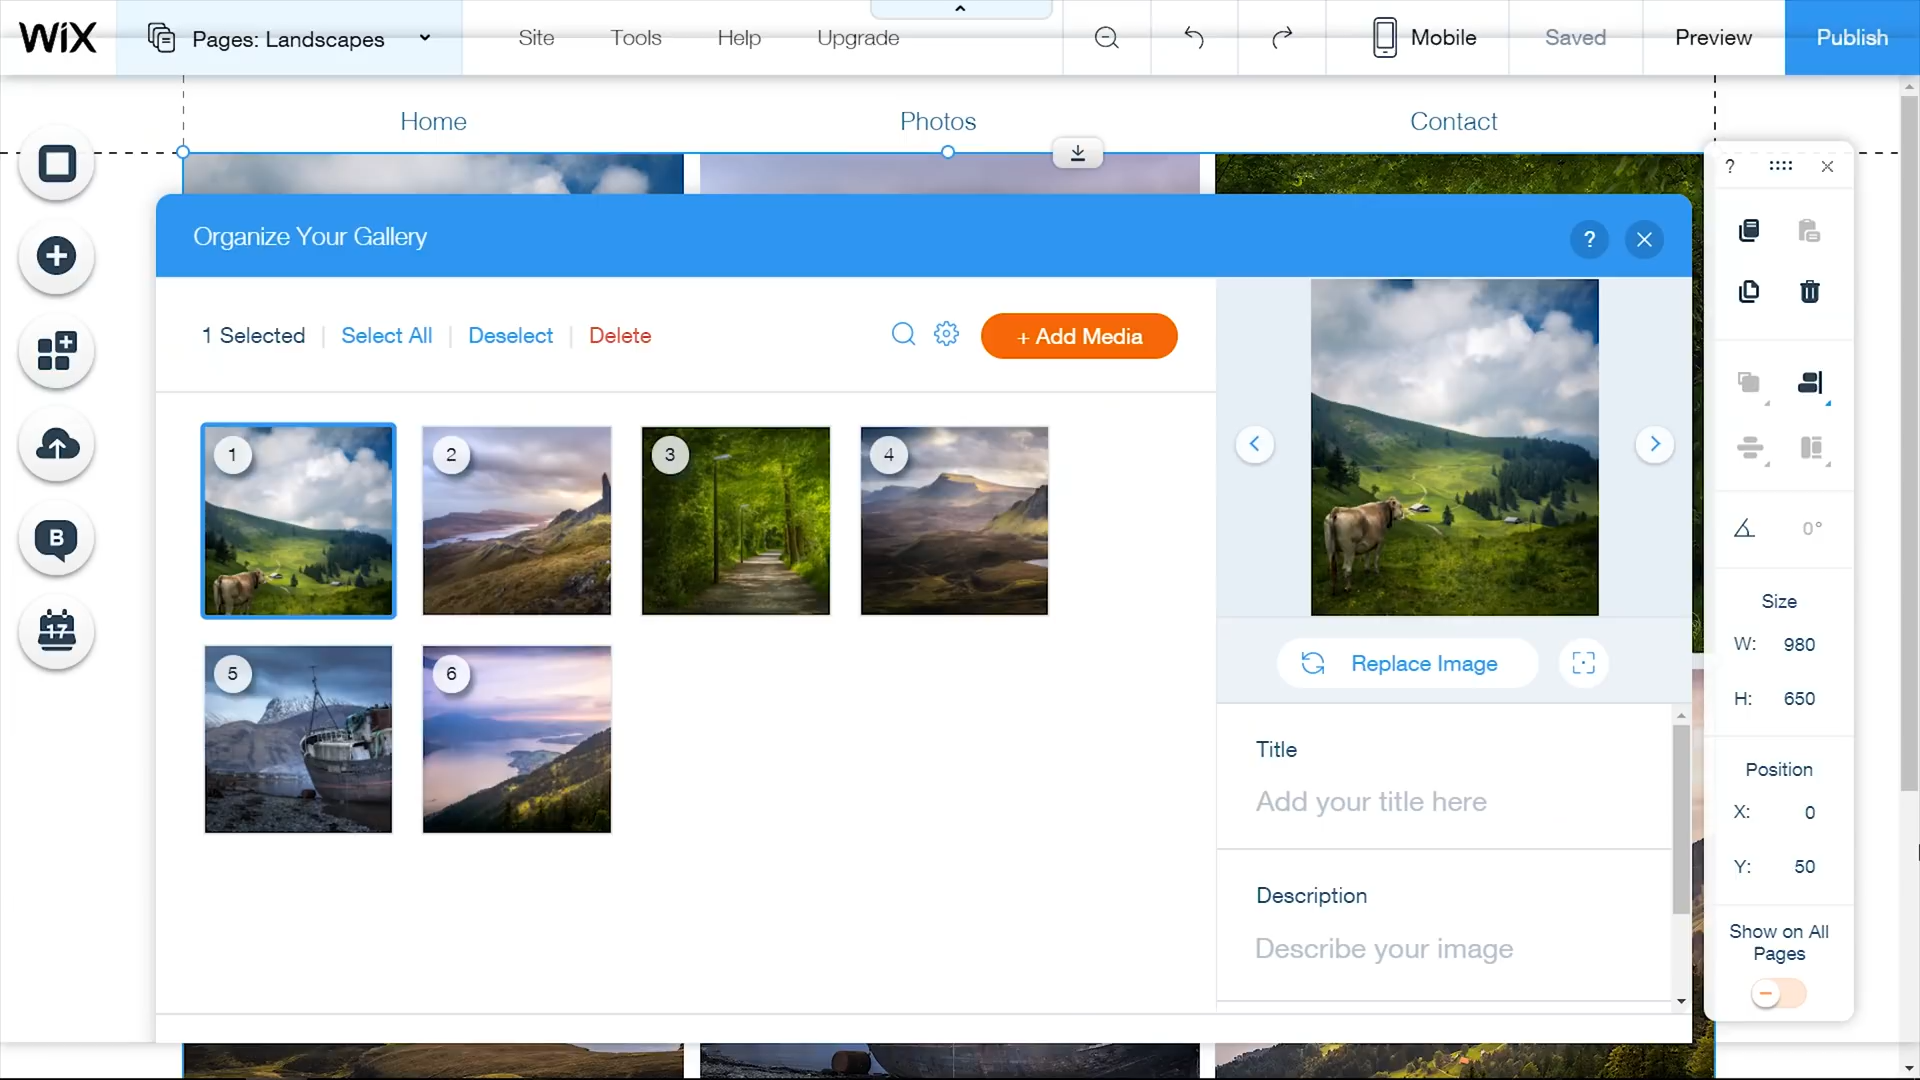 WiX
Pages: Landscapes
Site
Tools
Help
Upgrade
Mobile
Saved
Preview
Publish
Home
Photos
Contact
Organize Your Gallery
?
?
1 Selected
Select All
Deselect
Delete
+ Add Media
1
2
3
4
5
6
B
17
Replace Image
Title
Add your title here
Description
Describe your image
0°
Size
W: 980
H: 650
Position
X: 0
Y: 50
Show on All
Pages